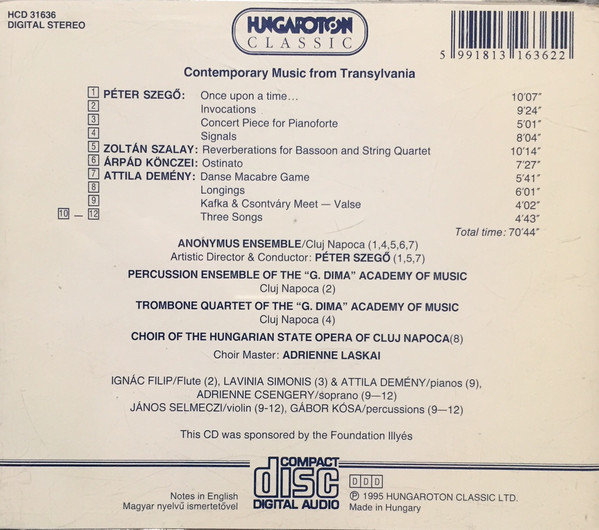 HCD 31636
DIGITAL STEREO
HUNGAROTON
CLASSIC
5 991813 163622
Contemporary Music from Transylvania
1 PÉTER SZEGŐ: Once upon a time... 10'07"
2 Invocations 9'24"
3 Concert Piece for Pianoforte 5'01"
4 Signals 8'04"
5 ZOLTÁN SZALAY: Reverberations for Bassoon and String Quartet 10'14"
6 ÁRPÁD KÖNCZEI: Ostinato 7'27"
7 ATTILA DEMÉNY: Danse Macabre Game 5'41"
8 Longings 6'01"
9 Kafka & Csontváry Meet — Valse 4'02"
10 — 12 Three Songs 4'43"
Total time: 70'44"
ANONYMUS ENSEMBLE/Cluj Napoca (1,4,5,6,7)
Artistic Director & Conductor: PÉTER SZEGŐ (1,5,7)
PERCUSSION ENSEMBLE OF THE "G. DIMA" ACADEMY OF MUSIC
Cluj Napoca (2)
TROMBONE QUARTET OF THE "G. DIMA" ACADEMY OF MUSIC
Cluj Napoca (4)
CHOIR OF THE HUNGARIAN STATE OPERA OF CLUJ NAPOCA(8)
Choir Master: ADRIENNE LASKAI
IGNÁC FILIP/Flute (2), LAVINIA SIMONIS (3) & ATTILA DEMÉNY/pianos (9),
ADRIENNE CSENGERY/soprano (9—12)
JÁNOS SELMECZI/violin (9-12), GÁBOR KÓSA/percussions (9—12)
This CD was sponsored by the Foundation Illyés
Notes in English
Magyar nyelvű ismertetővel
COMPACT
disc
DIGITAL AUDIO
DDD
℗ 1995 HUNGAROTON CLASSIC LTD.
Made in Hungary